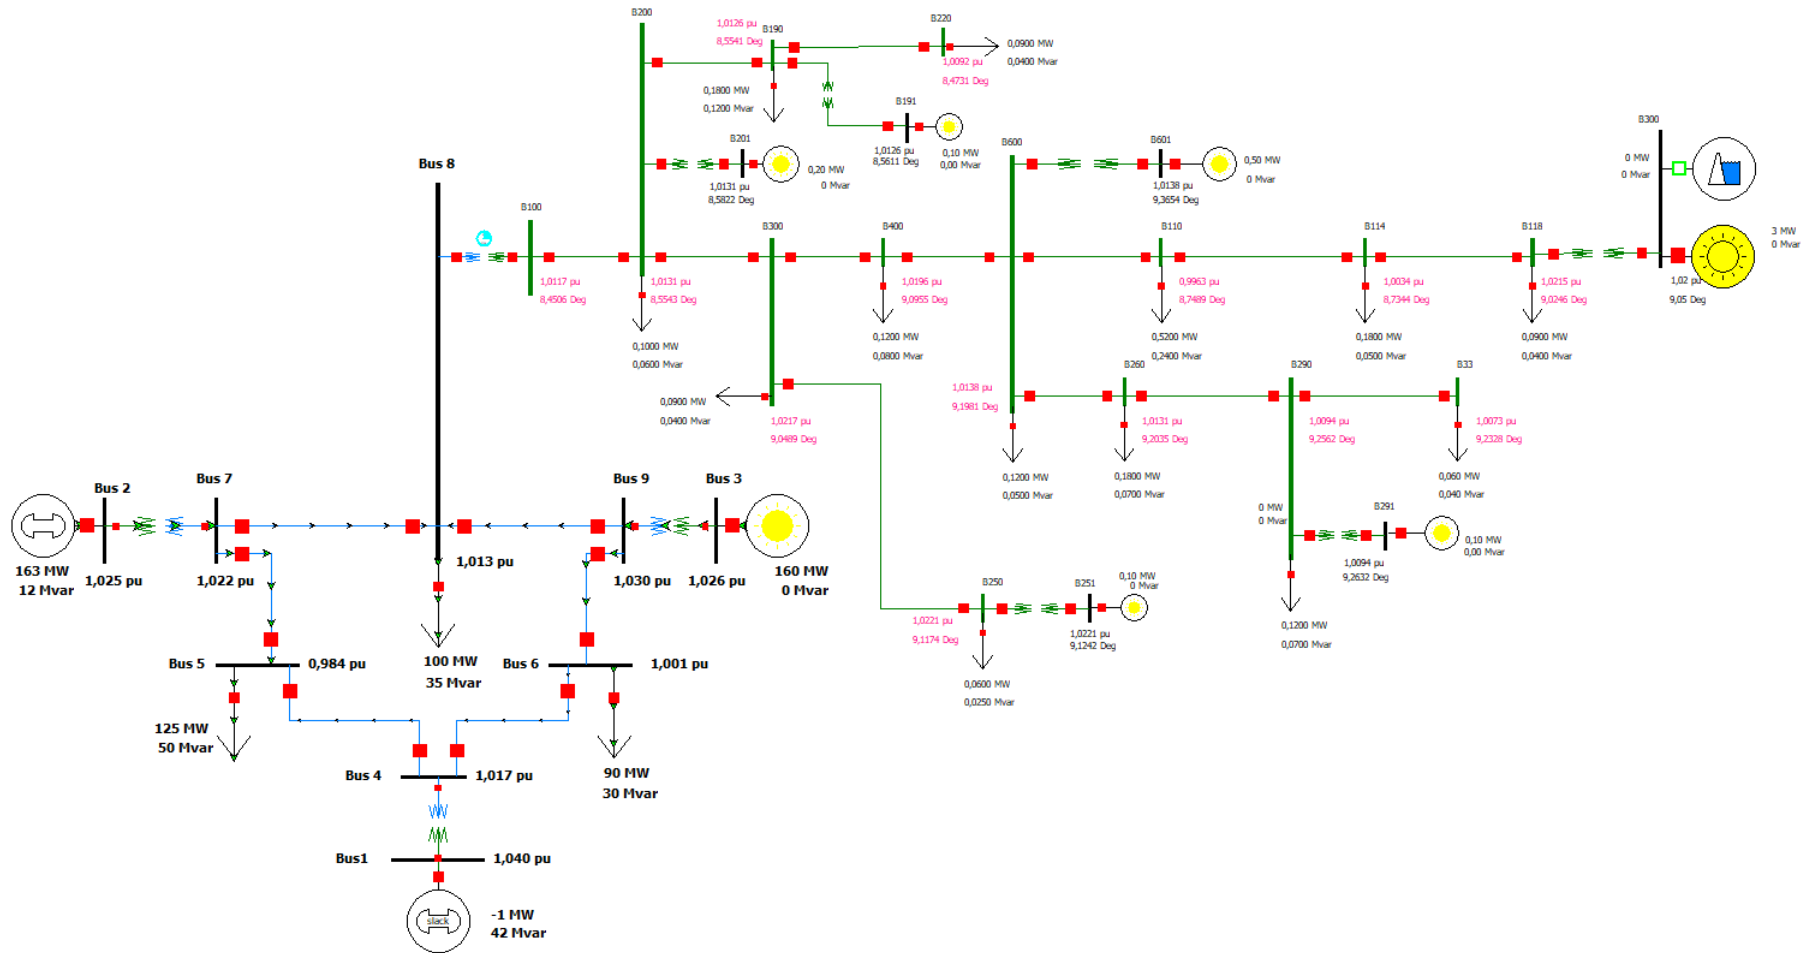 B200
1,0126 pu
8,5541 Deg
B190
B220
0,0900 MW
0,0400 Mvar
1,0092 pu
8,4731 Deg
0,1800 MW
0,1200 Mvar
B191
1,0126 pu
8,5611 Deg
0,10 MW
0,00 Mvar
B201
0,20 MW
0 Mvar
1,0131 pu
8,5822 Deg
B600
B601
0,50 MW
0 Mvar
1,0138 pu
9,3654 Deg
B300
0 MW
0 Mvar
3 MW
0 Mvar
1,02 pu
9,05 Deg
Bus 8
B100
1,0117 pu
8,4506 Deg
1,0131 pu
8,5543 Deg
0,1000 MW
0,0600 Mvar
B300
B400
1,0196 pu
9,0955 Deg
0,1200 MW
0,0800 Mvar
B110
0,9963 pu
8,7489 Deg
0,5200 MW
0,2400 Mvar
B114
1,0034 pu
8,7344 Deg
0,1800 MW
0,0500 Mvar
B118
1,0215 pu
9,0246 Deg
0,0900 MW
0,0400 Mvar
0,0900 MW
0,0400 Mvar
1,0217 pu
9,0489 Deg
1,0138 pu
9,1981 Deg
0,1200 MW
0,0500 Mvar
B260
1,0131 pu
9,2035 Deg
0,1800 MW
0,0700 Mvar
B290
1,0094 pu
9,2562 Deg
B33
1,0073 pu
9,2328 Deg
0,060 MW
0,040 Mvar
0 MW
0 Mvar
B291
0,10 MW
0,00 Mvar
1,0094 pu
9,2632 Deg
0,1200 MW
0,0700 Mvar
B250
1,0221 pu
9,1174 Deg
0,0600 MW
0,0250 Mvar
B251
0,10 MW
0 Mvar
1,0221 pu
9,1242 Deg
Bus 2
163 MW
12 Mvar
1,025 pu
Bus 7
1,022 pu
1,013 pu
Bus 9
1,030 pu
Bus 3
1,026 pu
160 MW
0 Mvar
100 MW
35 Mvar
Bus 5
0,984 pu
125 MW
50 Mvar
Bus 6
1,001 pu
90 MW
30 Mvar
Bus 4
1,017 pu
Bus1
1,040 pu
slack
-1 MW
42 Mvar